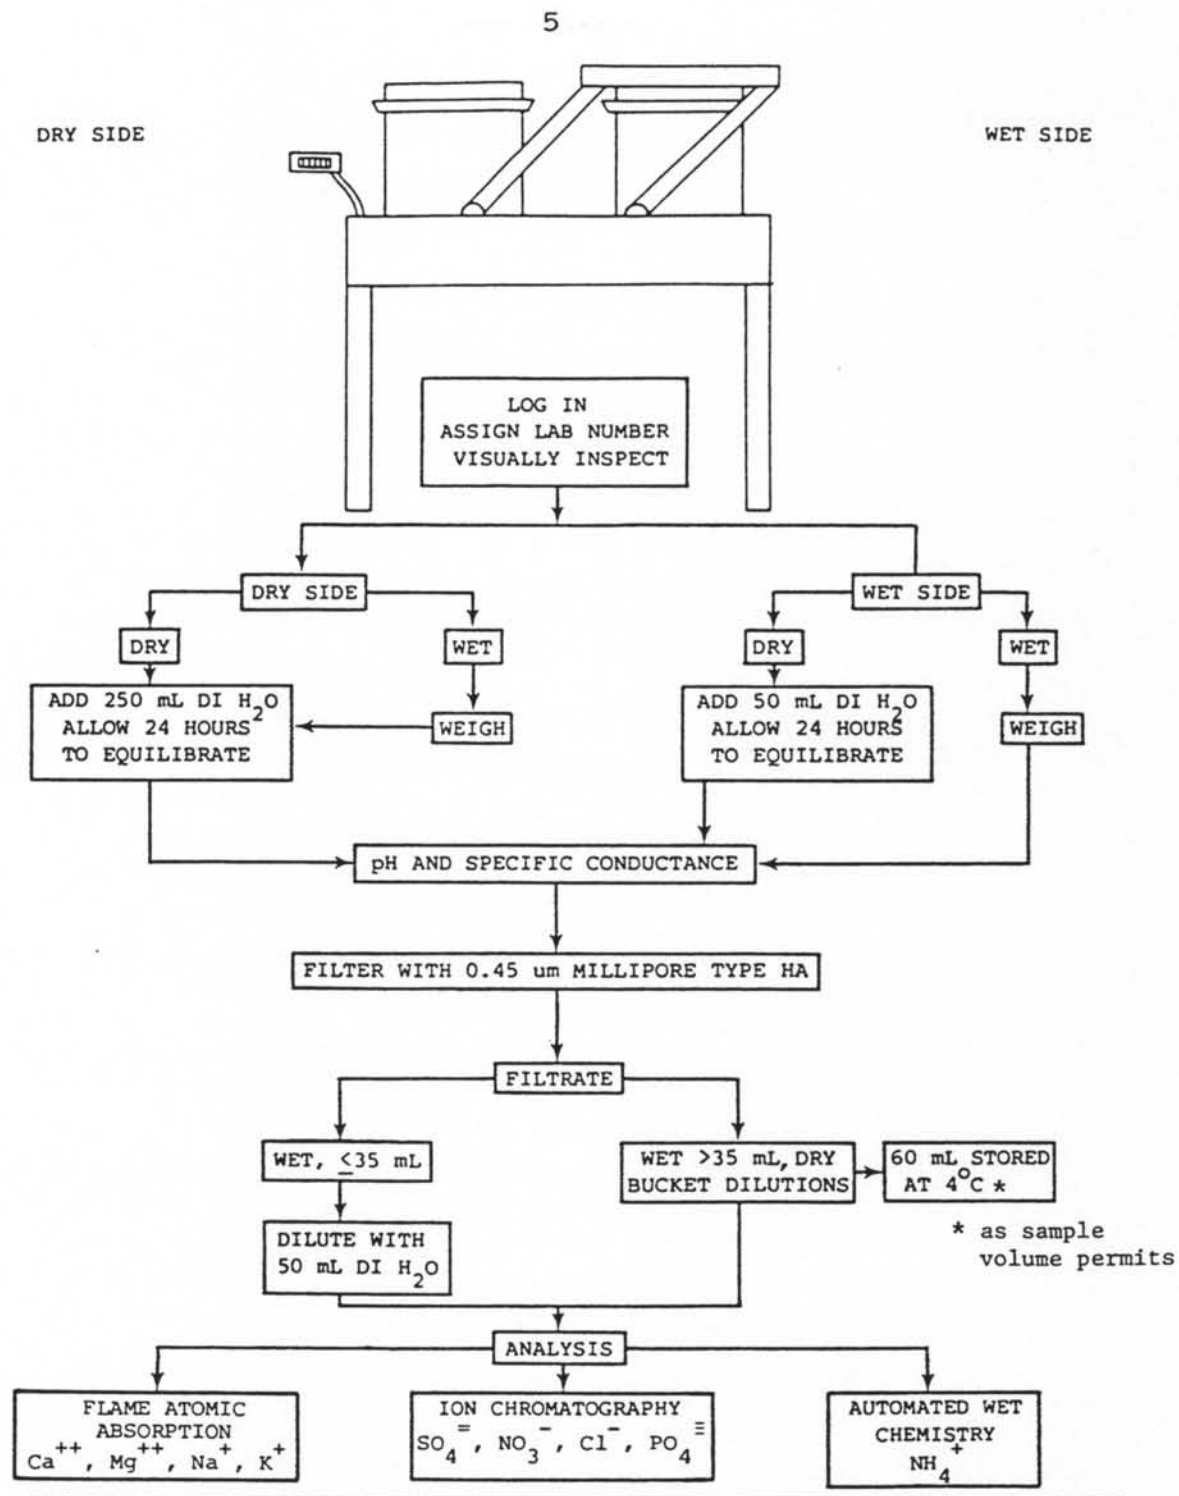 5
DRY SIDE
WET SIDE
LOG IN
ASSIGN LAB NUMBER
VISUALLY INSPECT
DRY SIDE
WET SIDE
DRY
WET
DRY
WET
ADD 250 mL DI H2O
ALLOW 24 HOURS
TO EQUILIBRATE
WEIGH
ADD 50 mL DI H2O
ALLOW 24 HOURS
TO EQUILIBRATE
WEIGH
pH AND SPECIFIC CONDUCTANCE
FILTER WITH 0.45 um MILLIPORE TYPE HA
FILTRATE
WET, ≤35 mL
WET >35 mL, DRY
BUCKET DILUTIONS
60 mL STORED
AT 4°C *
* as sample
volume permits
DILUTE WITH
50 mL DI H2O
ANALYSIS
FLAME ATOMIC
ABSORPTION
Ca++, Mg++, Na+, K+
ION CHROMATOGRAPHY
SO4=, NO3-, Cl-, PO4≡
AUTOMATED WET
CHEMISTRY
NH4+